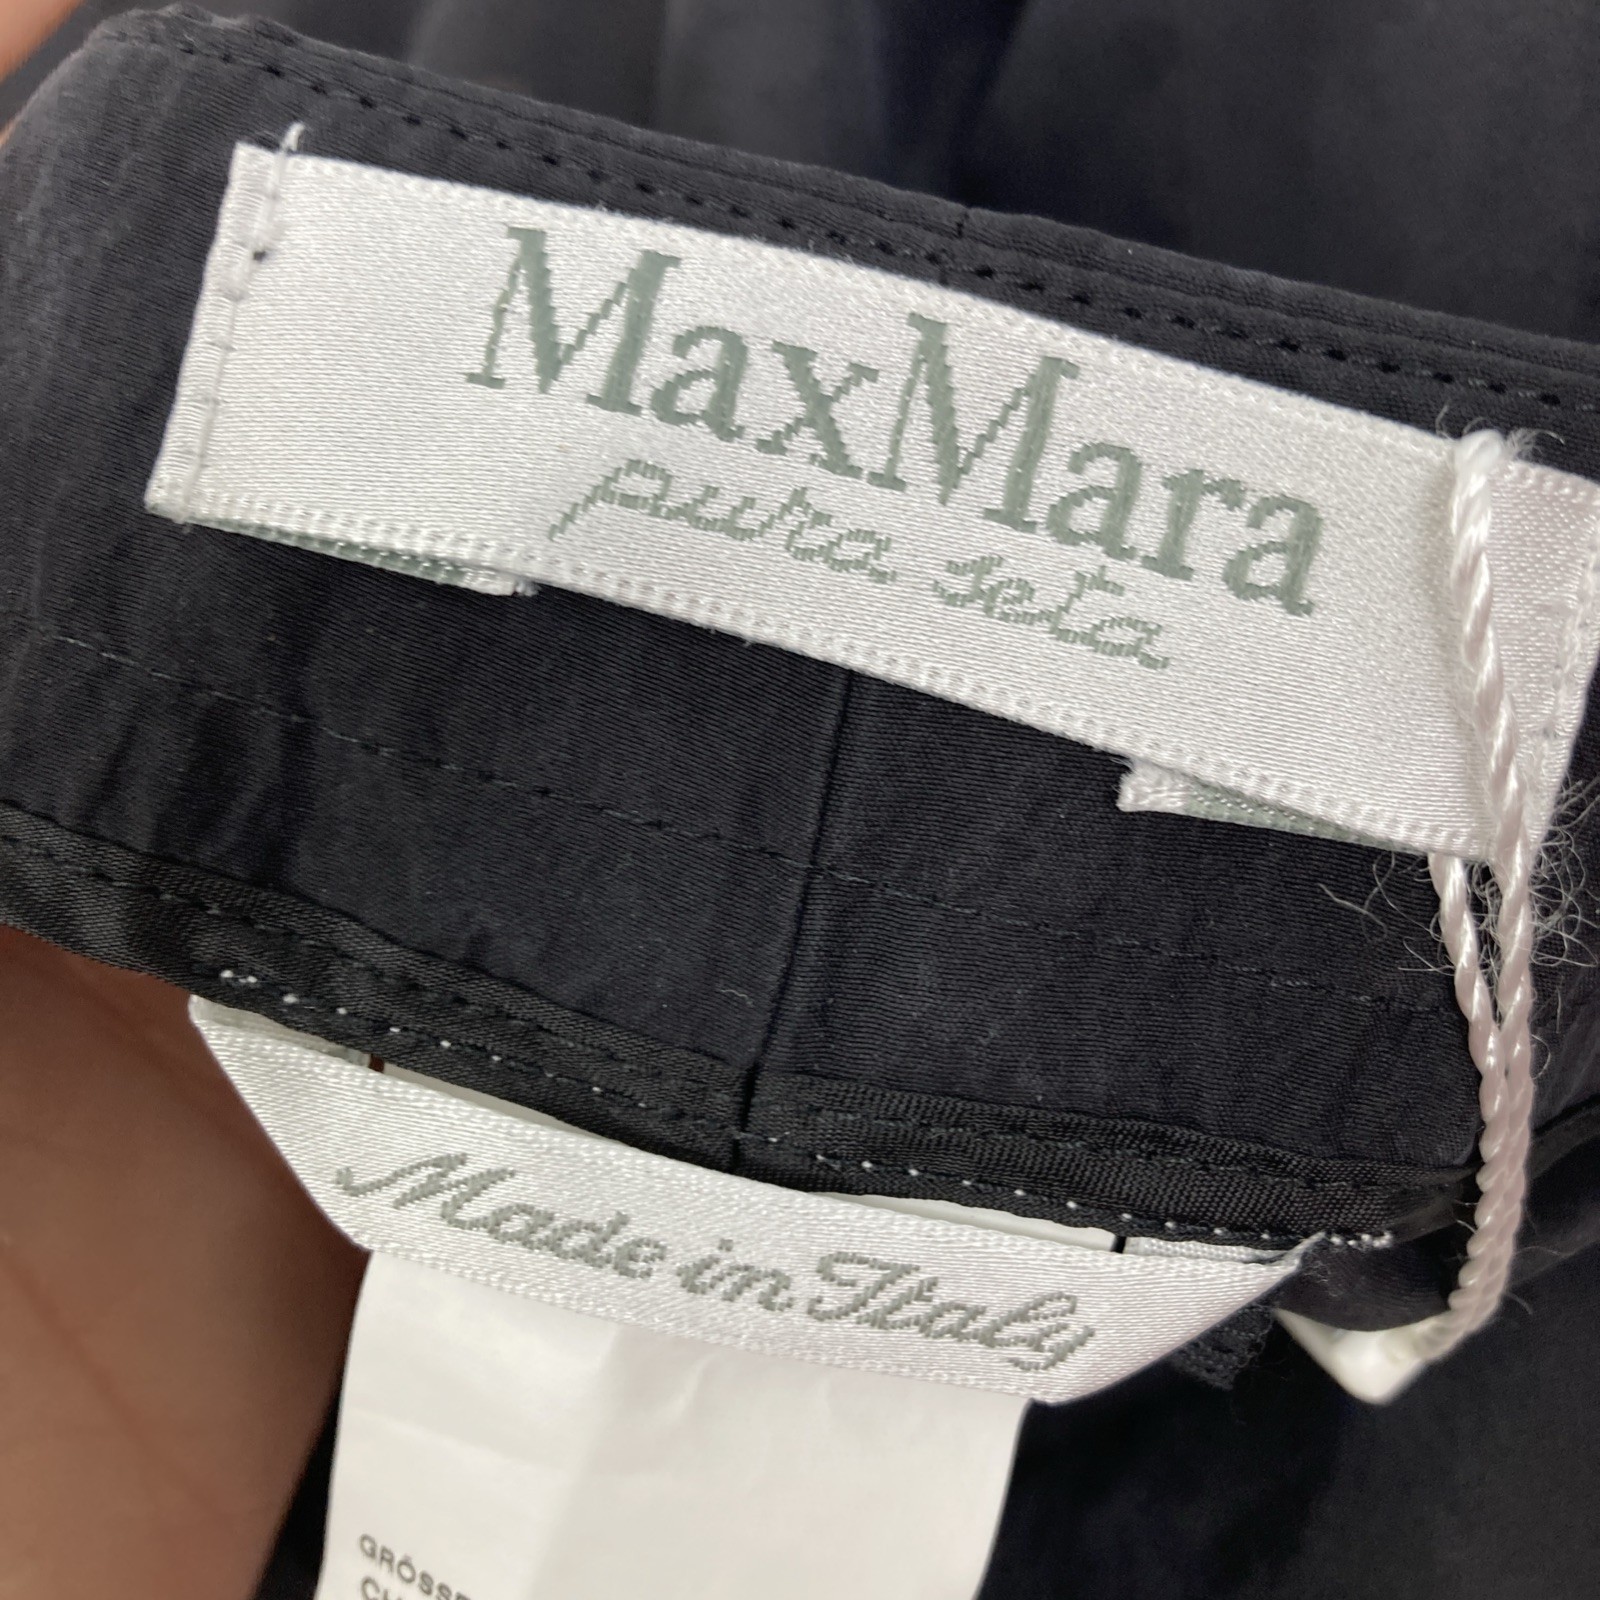 MaxMara
pura seta
Made in Italy
GRÖSSE